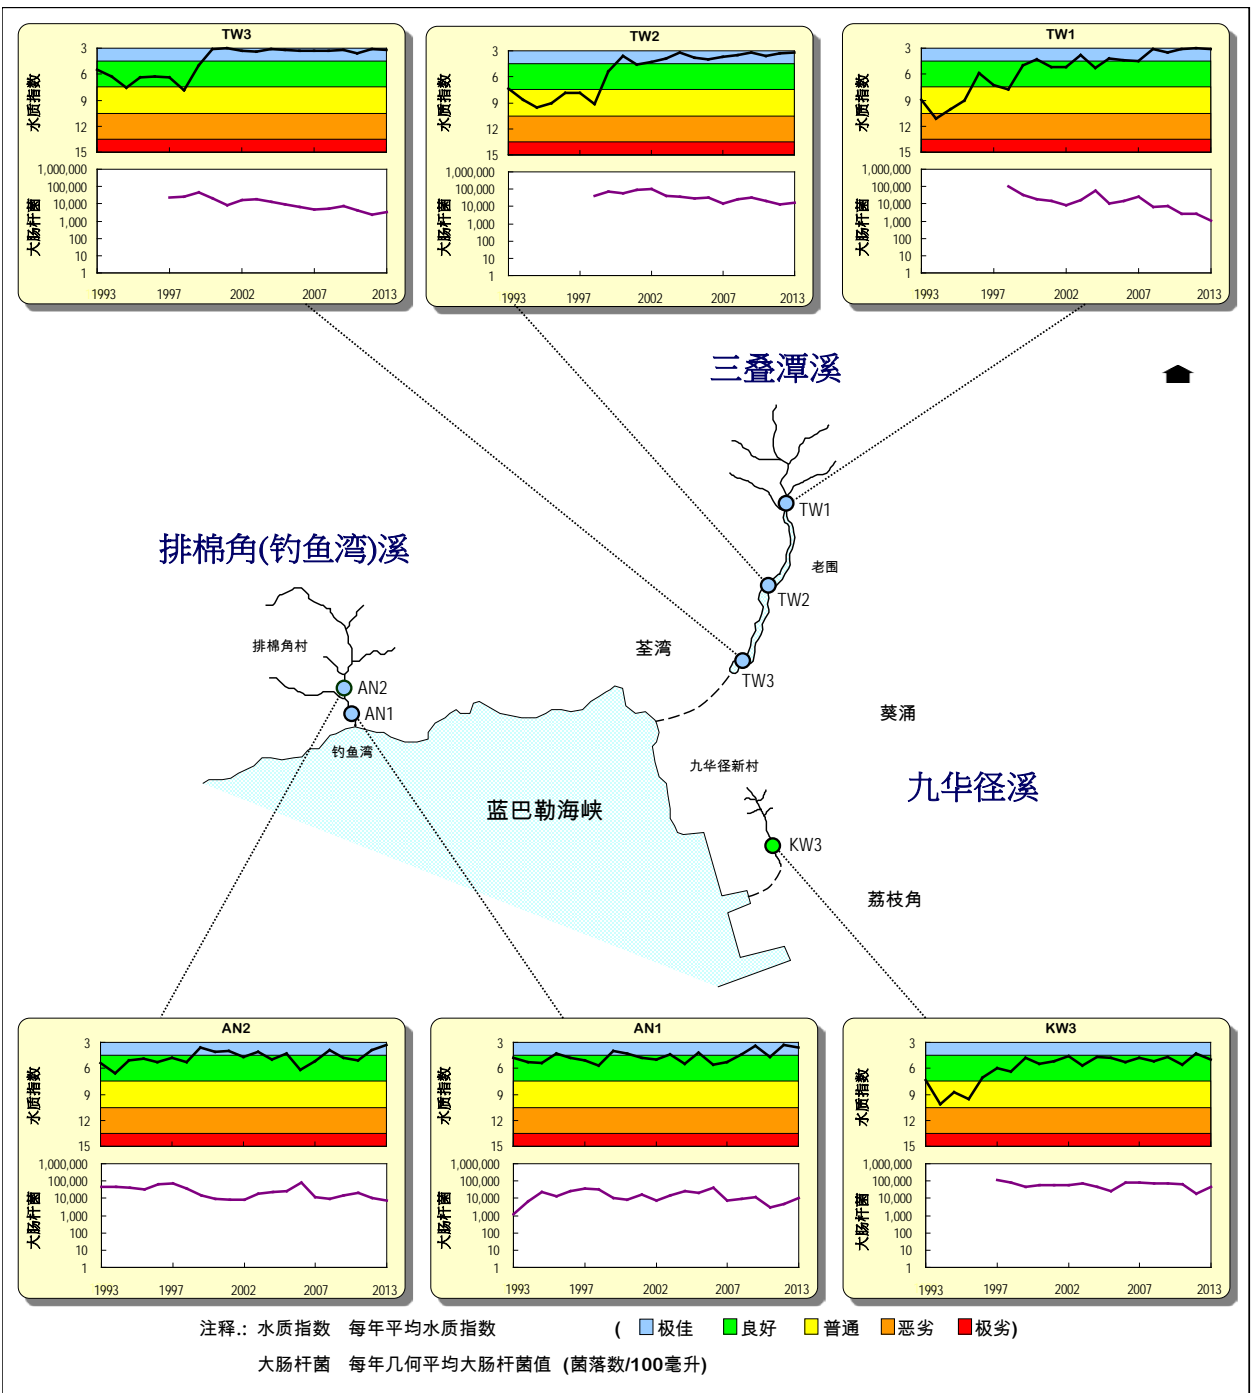 TW3
水质指数
3
6
9
12
15
大肠杆菌
1,000,000
100,000
10,000
1,000
100
10
1
1993 1997 2002 2007 2013
TW2
水质指数
3
6
9
12
15
大肠杆菌
1,000,000
100,000
10,000
1,000
100
10
1
1993 1997 2002 2007 2013
TW1
水质指数
3
6
9
12
15
大肠杆菌
1,000,000
100,000
10,000
1,000
100
10
1
1993 1997 2002 2007 2013
三叠潭溪
TW1
排棉角(钓鱼湾)溪
老围
TW2
排棉角村
荃湾
TW3
AN2
AN1
葵涌
钓鱼湾
九华径新村
九华径溪
蓝巴勒海峡
KW3
荔枝角
AN2
水质指数
3
6
9
12
15
大肠杆菌
1,000,000
100,000
10,000
1,000
100
10
1
1993 1997 2002 2007 2013
AN1
水质指数
3
6
9
12
15
大肠杆菌
1,000,000
100,000
10,000
1,000
100
10
1
1993 1997 2002 2007 2013
KW3
水质指数
3
6
9
12
15
大肠杆菌
1,000,000
100,000
10,000
1,000
100
10
1
1993 1997 2002 2007 2013
注释.: 水质指数 每年平均水质指数 ( 极佳 良好 普通 恶劣 极劣)
大肠杆菌 每年几何平均大肠杆菌值 (菌落数/100毫升)